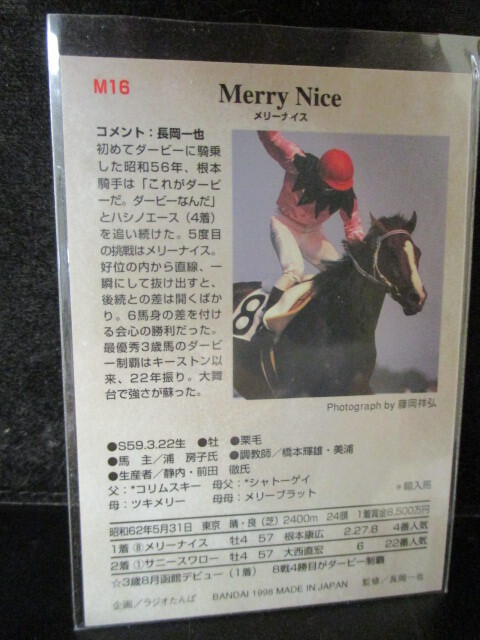 M16
Merry Nice
メリーナイス
コメント：長岡一也
初めてダービーに騎乗
した昭和56年、根本
騎手は「これがダービ
ーだ。ダービーなんだ」
とハシノエース（4着）
を追い続けた。5度目
の挑戦はメリーナイス。
好位の内から直線、一
瞬にして抜け出すと、
後続との差は開くばか
り。6馬身の差を付け
る会心の勝利だった。
最優秀3歳馬のダービ
ー制覇はキーストン以
来、22年振り。大舞
台で強さが蘇った。
8
Photograph by 藤岡祥弘
●S59.3.22生 ●牡 ●栗毛
●馬 主／浦 房子氏 ●調教師／橋本輝雄・美浦
●生産者／静内・前田 徹氏
父：*コリムスキー 母父：*シャトーゲイ
母：ツキメリー 母母：メリーブラット
*輸入馬
昭和62年5月31日 東京 晴・良（芝）2400m 24頭 1着賞金8,500万円
1着⑧メリーナイス 牡4 57 根本康広 2.27.8 4番人気
2着①サニースワロー 牡4 57 大西直宏 6 22番人気
☆3歳8月函館デビュー（1着） 8戦4勝目がダービー制覇
企画／ラジオたんぱ BANDAI 1998 MADE IN JAPAN 監修／長岡一也